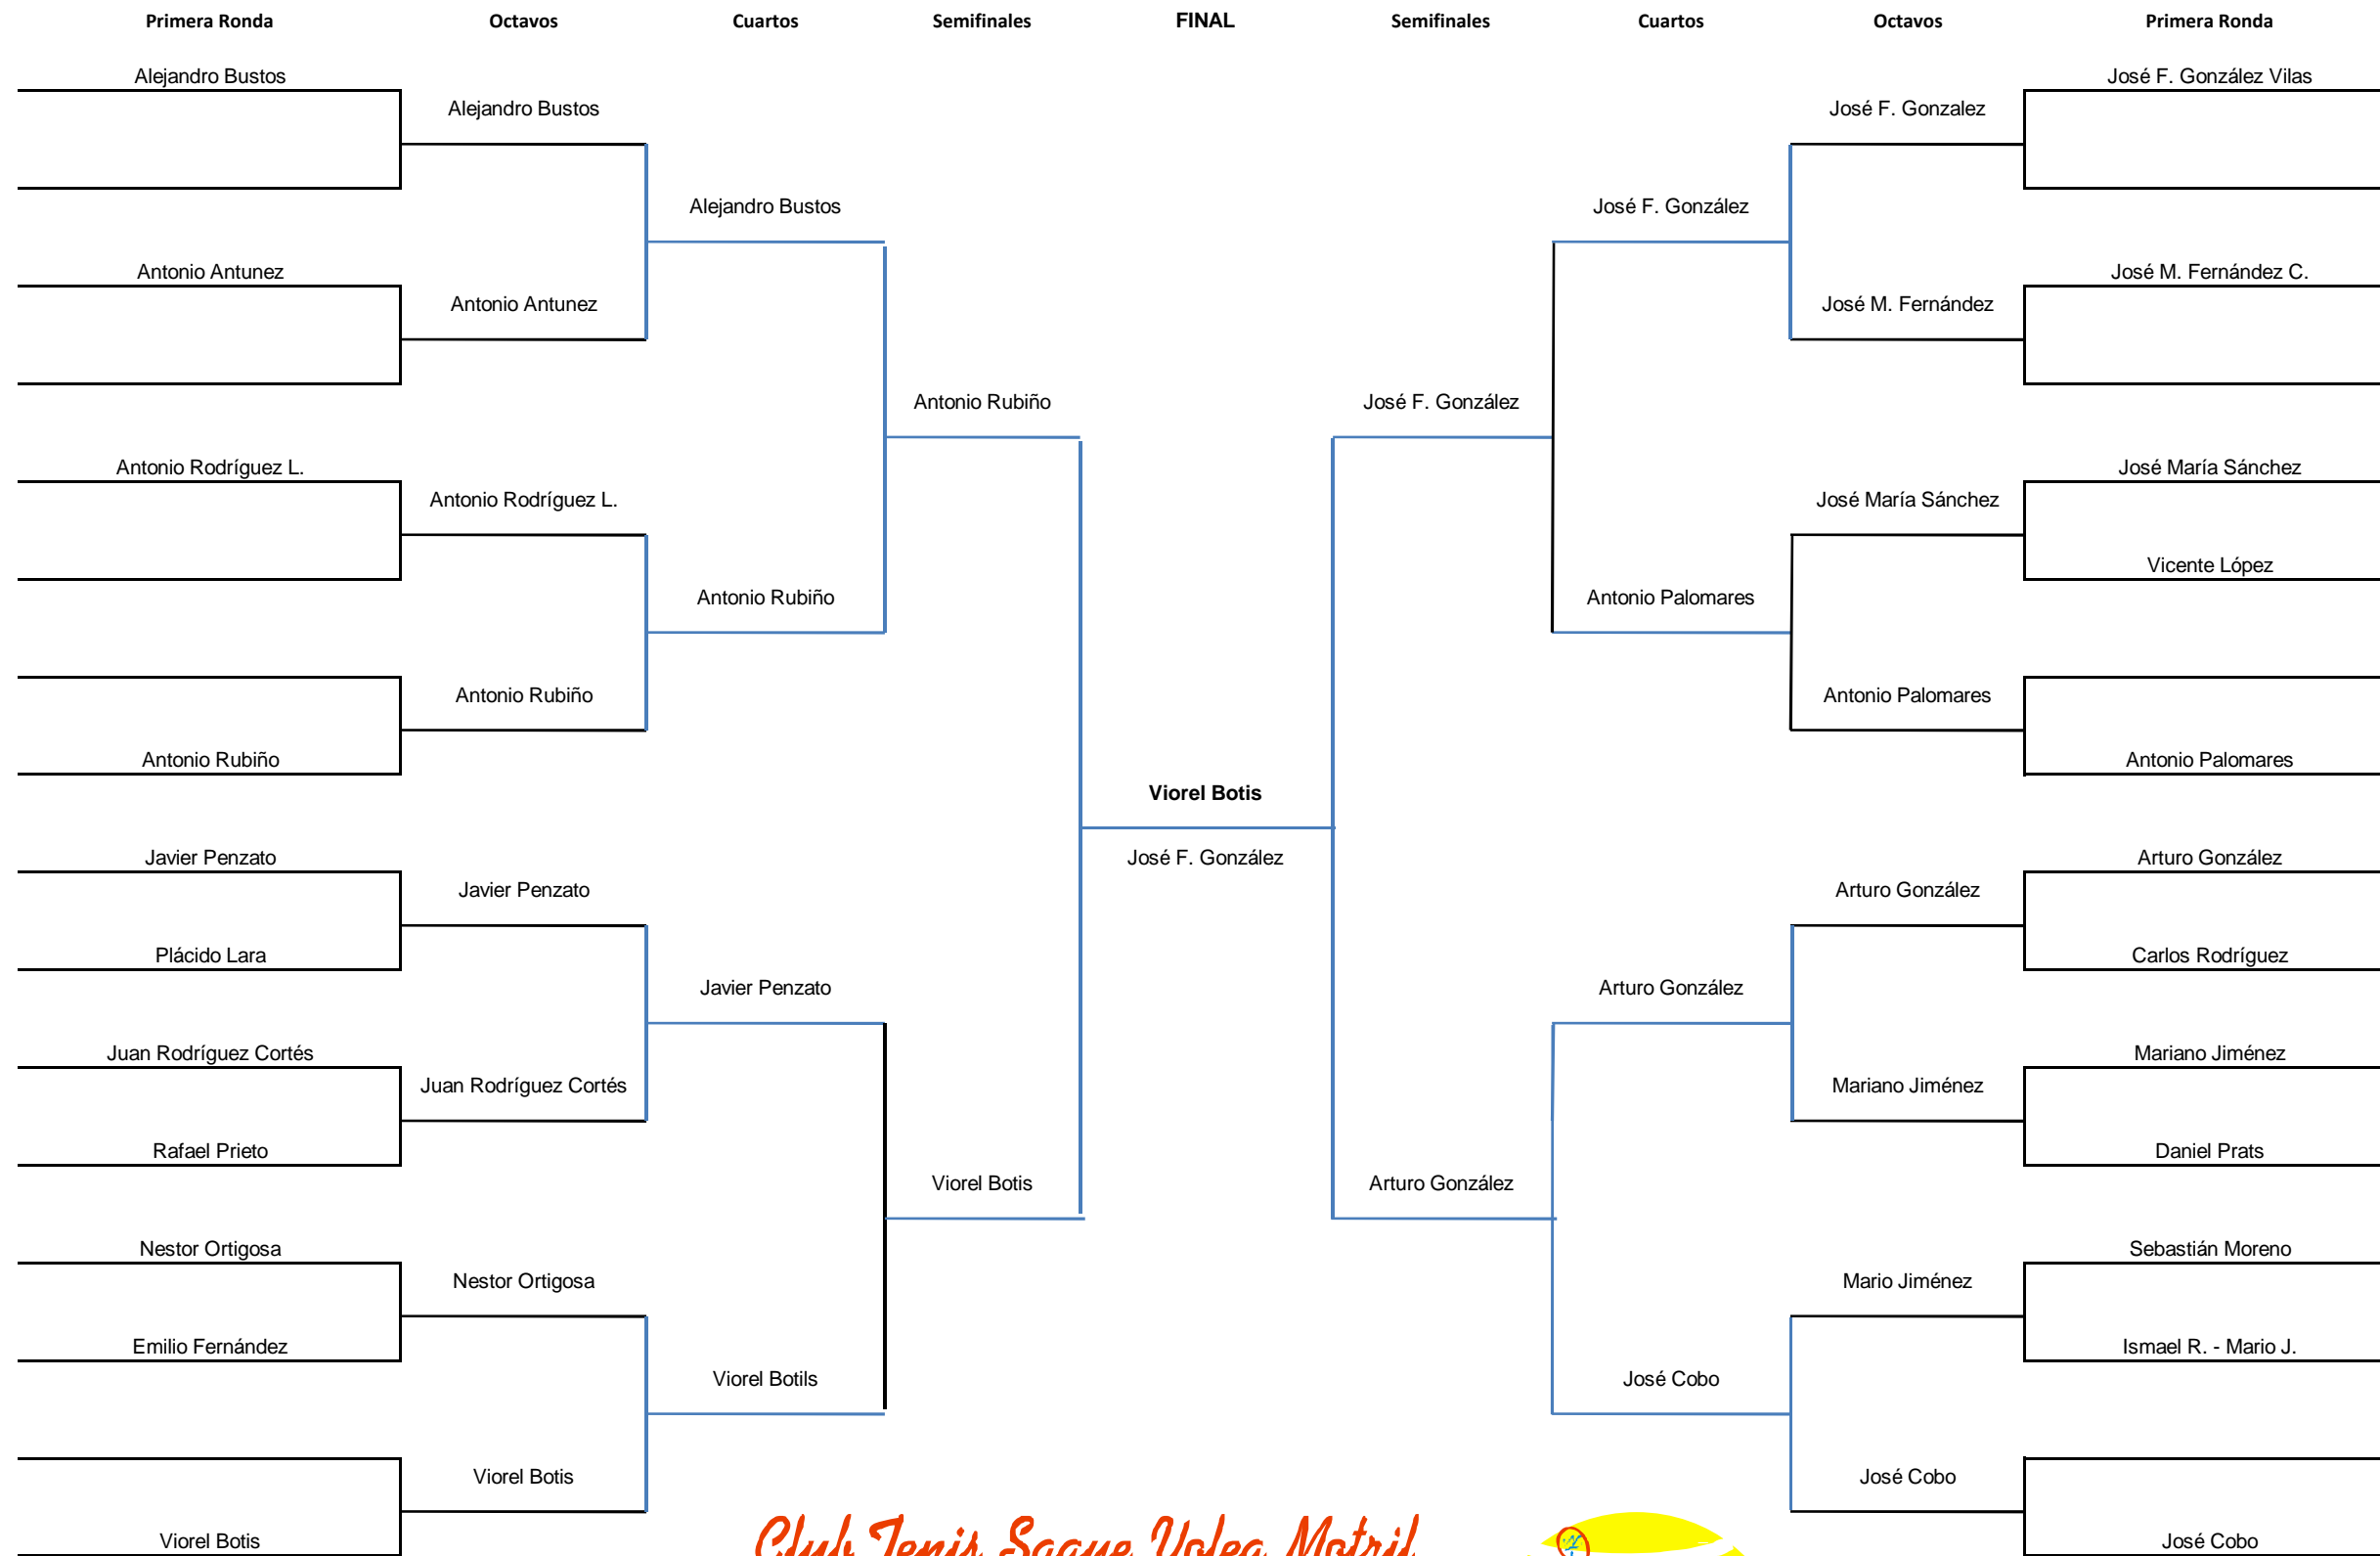 Primera Ronda Octavos Cuartos Semifinales FINAL Semifinales Cuartos Octavos Primera Ronda
Alejandro Bustos José F. González Vilas
Alejandro Bustos José F. Gonzalez
Alejandro Bustos José F. González
Antonio Antunez José M. Fernández C.
Antonio Antunez José M. Fernández
Antonio Rubiño José F. González
Antonio Rodríguez L. José María Sánchez
Antonio Rodríguez L. José María Sánchez
Vicente López
Antonio Rubiño Antonio Palomares
Antonio Rubiño Antonio Palomares
Antonio Rubiño Antonio Palomares
Viorel Botis
Javier Penzato José F. González Arturo González
Javier Penzato Arturo González
Plácido Lara Carlos Rodríguez
Javier Penzato Arturo González
Juan Rodríguez Cortés Mariano Jiménez
Juan Rodríguez Cortés Mariano Jiménez
Rafael Prieto Daniel Prats
Viorel Botis Arturo González
Nestor Ortigosa Sebastián Moreno
Nestor Ortigosa Mario Jiménez
Emilio Fernández Ismael R. - Mario J.
Viorel Botils José Cobo
Viorel Botis José Cobo
Viorel Botis José Cobo
Club Tenis Saque Volea Motril